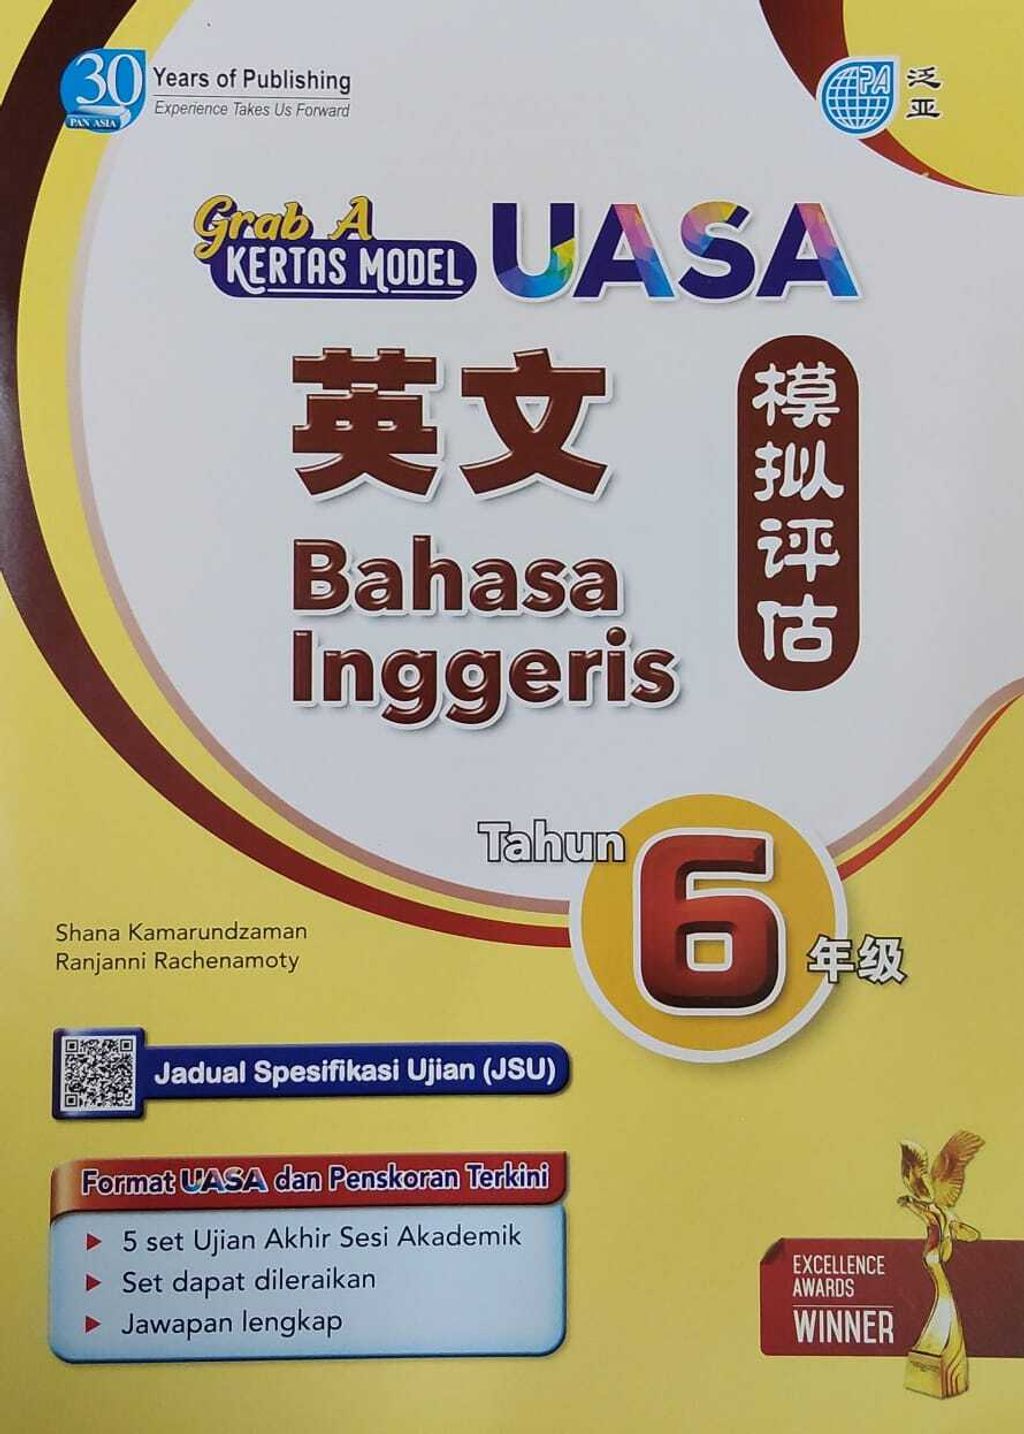 30
PAN ASIA
Years of Publishing
Experience Takes Us Forward
PA
泛亚
Grab A
KERTAS MODEL
UASA
英文
模拟评估
Bahasa
Inggeris
Tahun
6
年级
Shana Kamarundzaman
Ranjanni Rachenamoty
Jadual Spesifikasi Ujian (JSU)
Format UASA dan Penskoran Terkini
5 set Ujian Akhir Sesi Akademik
Set dapat dileraikan
Jawapan lengkap
EXCELLENCE
AWARDS
WINNER